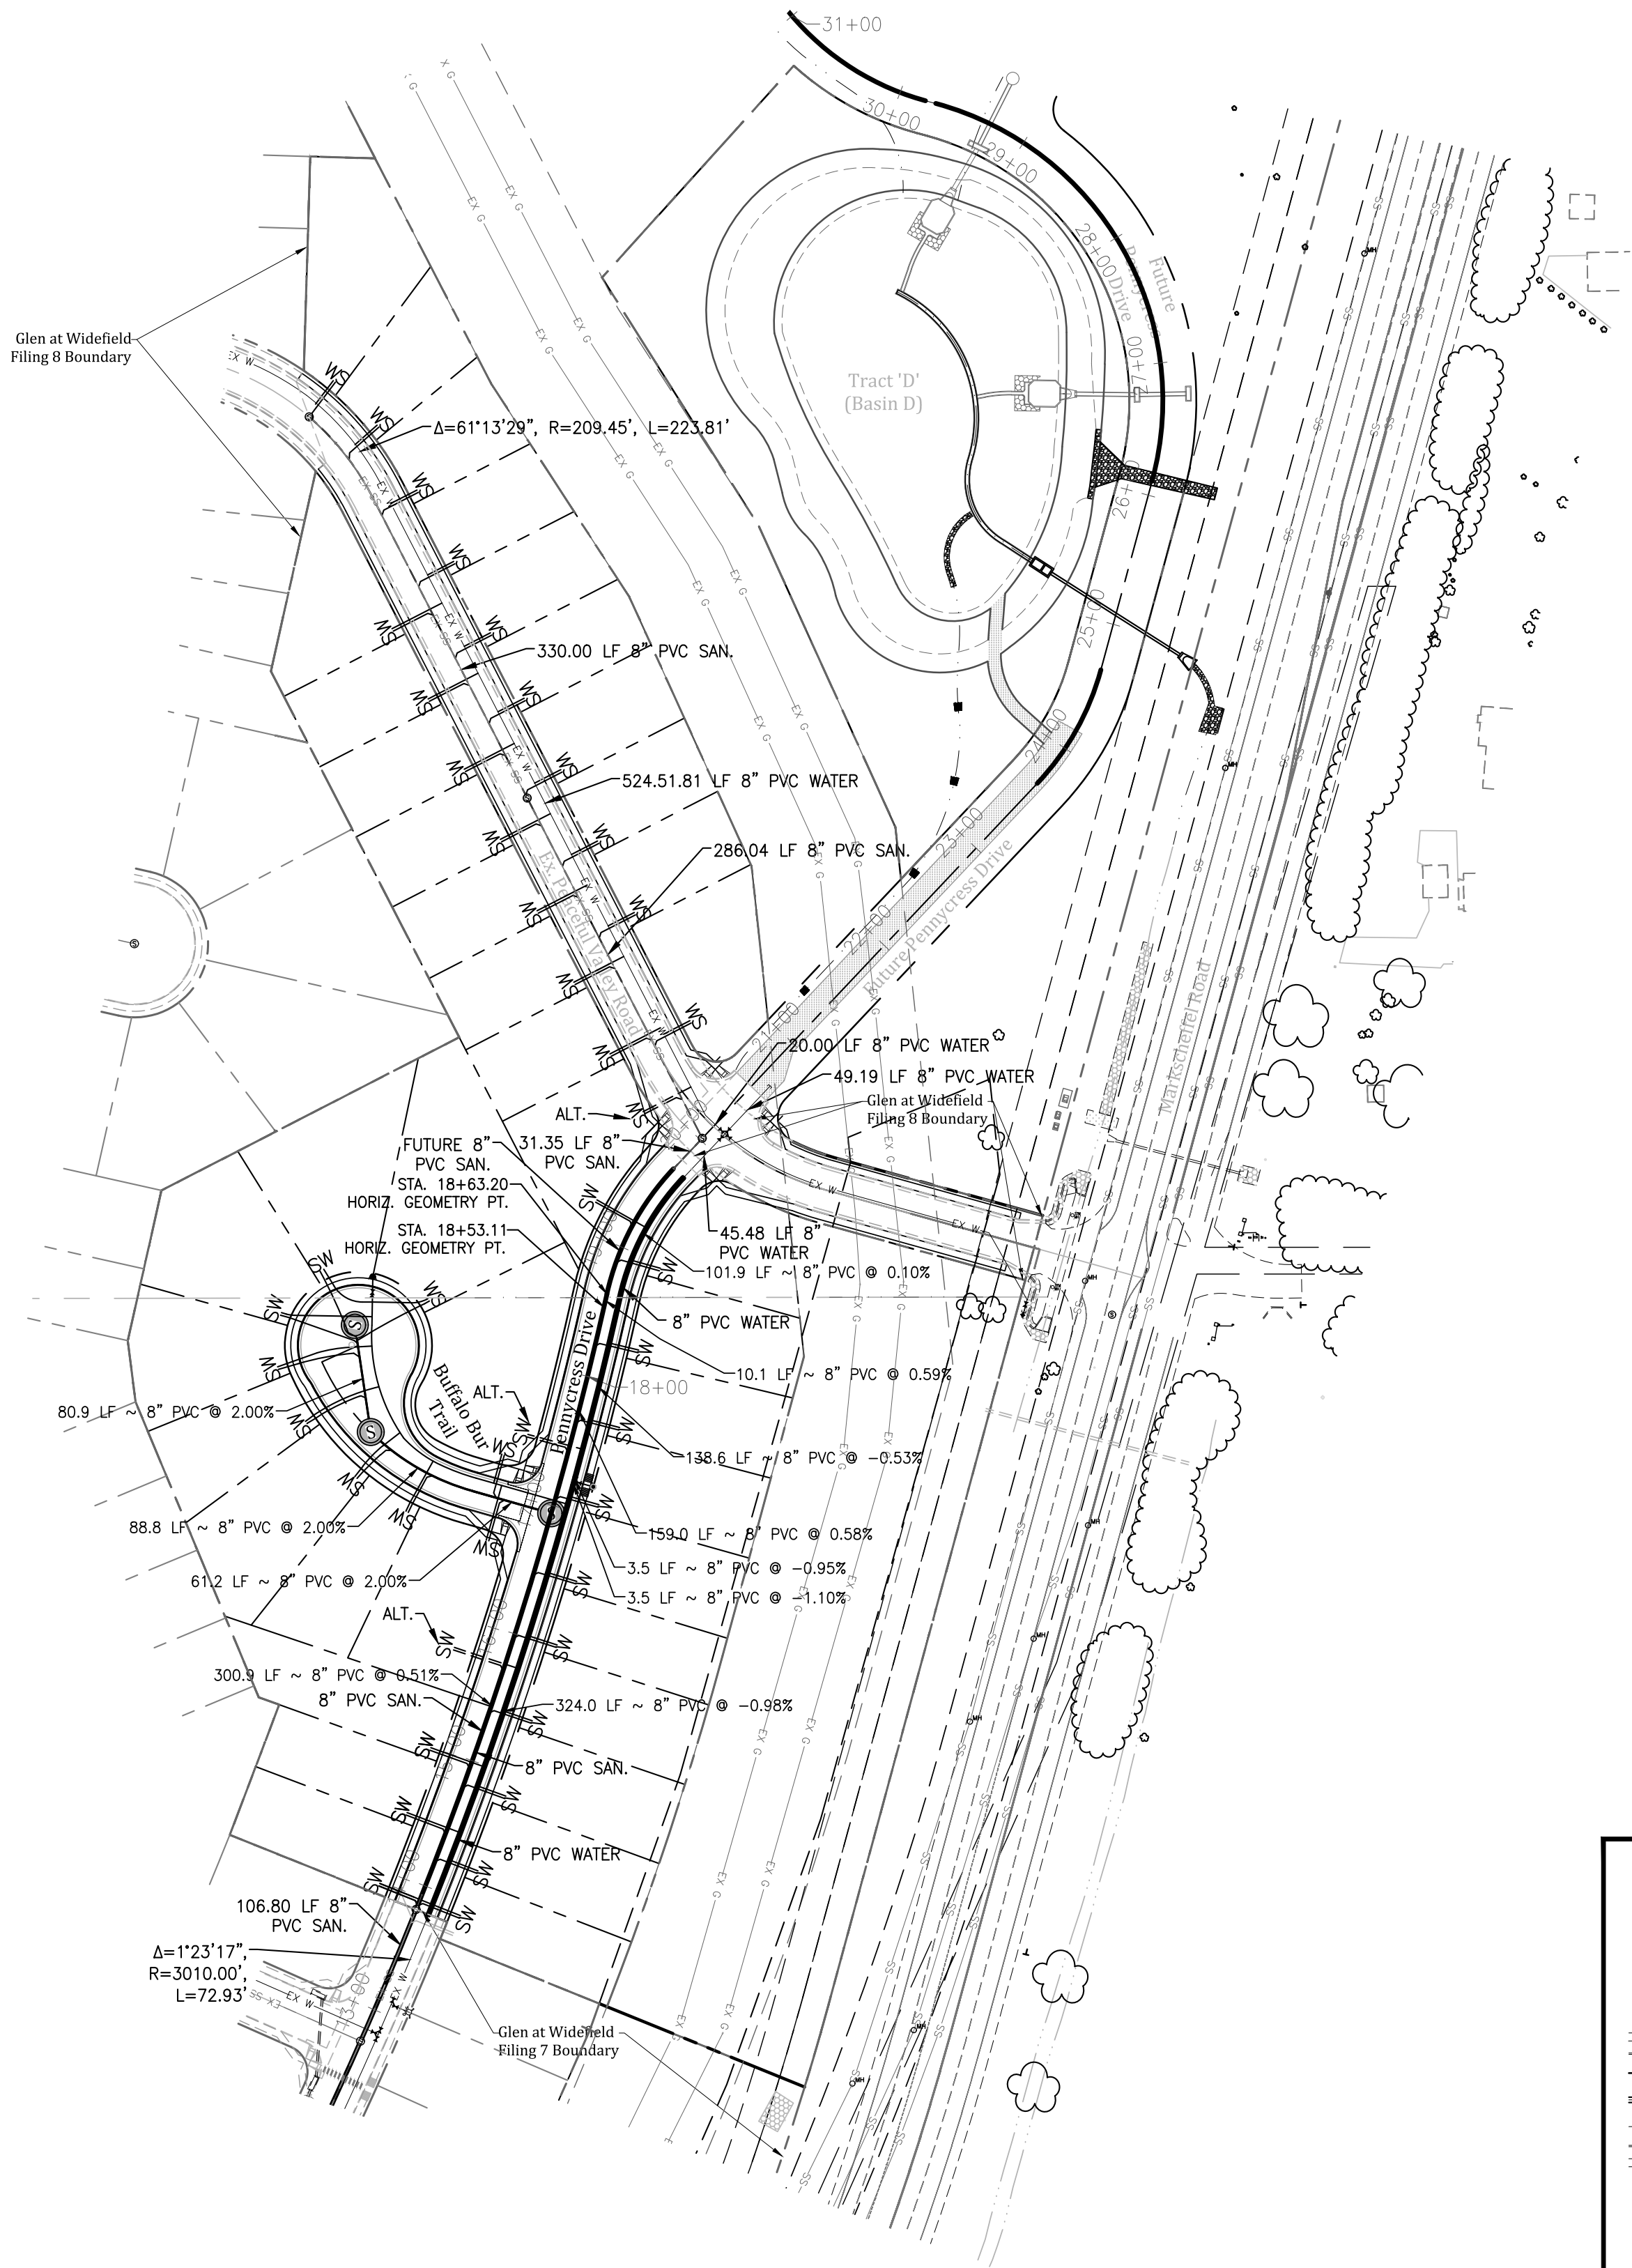 31+00
30+00
29+00
28+00
Future
Drive
27+00
26+00
25+00
24+00
23+00
22+00
21+00
Future Pennycress Drive
Tract 'D'
(Basin D)
Glen at Widefield
Filing 8 Boundary
Δ=61°13'29", R=209.45', L=223.81'
330.00 LF 8" PVC SAN.
524.51.81 LF 8" PVC WATER
286.04 LF 8" PVC SAN.
Ex. Peaceful Valley Road
Marksheffel Road
20.00 LF 8" PVC WATER
49.19 LF 8" PVC WATER
Glen at Widefield
Filing 8 Boundary
ALT.
FUTURE 8"
PVC SAN.
31.35 LF 8"
PVC SAN.
STA. 18+63.20
HORIZ. GEOMETRY PT.
STA. 18+53.11
HORIZ. GEOMETRY PT.
45.48 LF 8"
PVC WATER
101.9 LF ~ 8" PVC @ 0.10%
8" PVC WATER
Pennycress Drive
10.1 LF ~ 8" PVC @ 0.59%
18+00
ALT.
Buffalo Bur
Trail
80.9 LF ~ 8" PVC @ 2.00%
138.6 LF ~ 8" PVC @ -0.53%
88.8 LF ~ 8" PVC @ 2.00%
159.0 LF ~ 8" PVC @ 0.58%
3.5 LF ~ 8" PVC @ -0.95%
61.2 LF ~ 8" PVC @ 2.00%
3.5 LF ~ 8" PVC @ -1.10%
ALT.
300.9 LF ~ 8" PVC @ 0.51%
8" PVC SAN.
324.0 LF ~ 8" PVC @ -0.98%
8" PVC SAN.
8" PVC WATER
106.80 LF 8"
PVC SAN.
Δ=1°23'17",
R=3010.00',
L=72.93'
13+00
EX W
EX SS
Glen at Widefield
Filing 7 Boundary